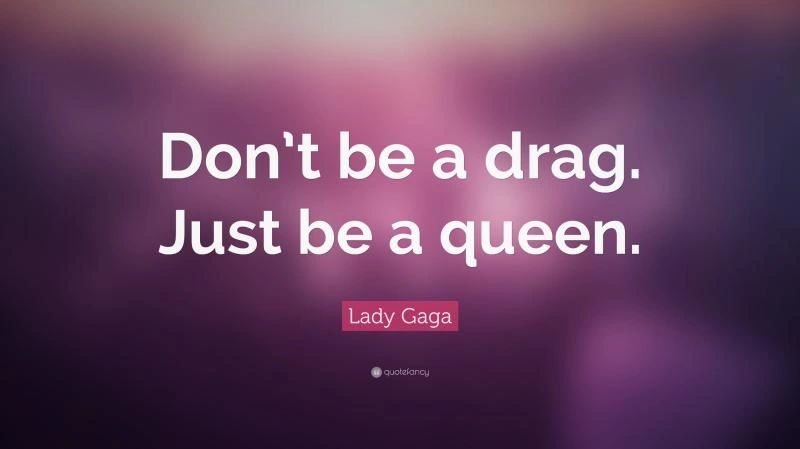 Don’t be a drag.
Just be a queen.
Lady Gaga
quotefancy